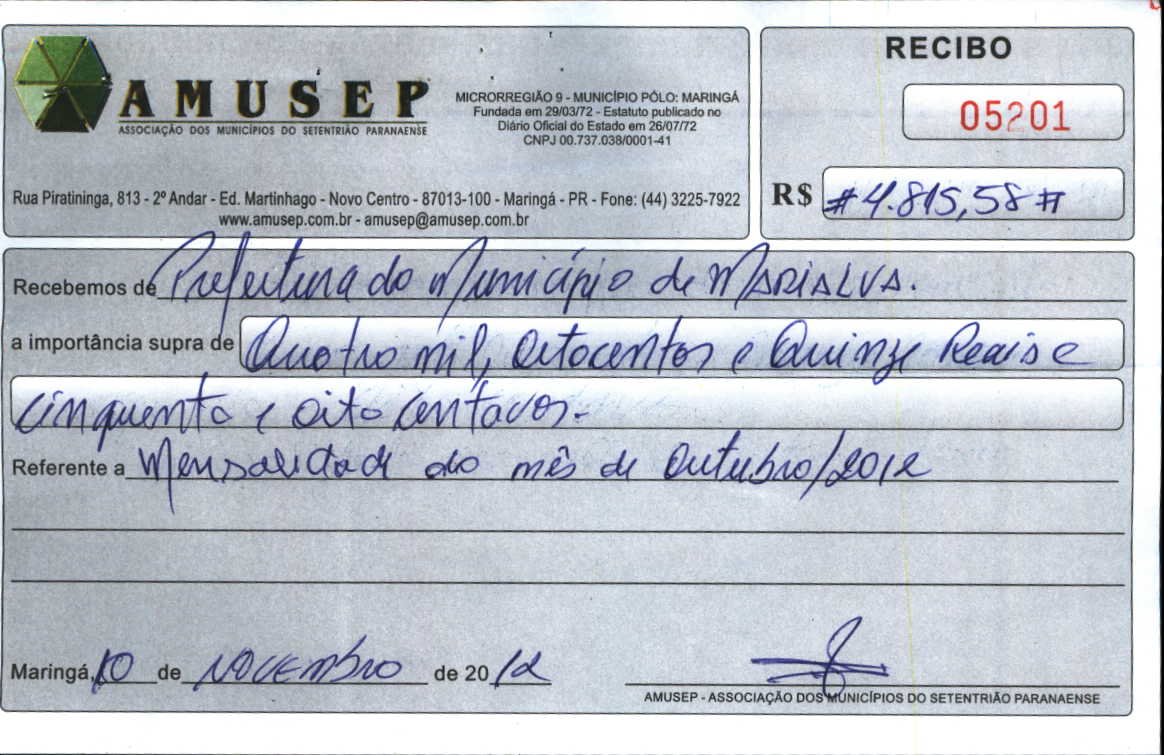 AMUSEP
ASSOCIAÇÃO DOS MUNICÍPIOS DO SETENTRIÃO PARANAENSE
MICRORREGIÃO 9 - MUNICÍPIO PÓLO: MARINGÁ
Fundada em 29/03/72 - Estatuto publicado no
Diário Oficial do Estado em 26/07/72
CNPJ 00.737.038/0001-41
Rua Piratininga, 813 - 2º Andar - Ed. Martinhago - Novo Centro - 87013-100 - Maringá - PR - Fone: (44) 3225-7922
www.amusep.com.br - amusep@amusep.com.br
RECIBO
05201
R$ #4.815,58#
Recebemos de Prefeitura do Município de MARIALVA.
a importância supra de Quatro mil, Oitocentos e Quinze Reais e
cinquenta e oito centavos.
Referente a Mensalidade do mês de Outubro/2012
Maringá, 10 de NOVEMBRO de 2012
AMUSEP - ASSOCIAÇÃO DOS MUNICÍPIOS DO SETENTRIÃO PARANAENSE